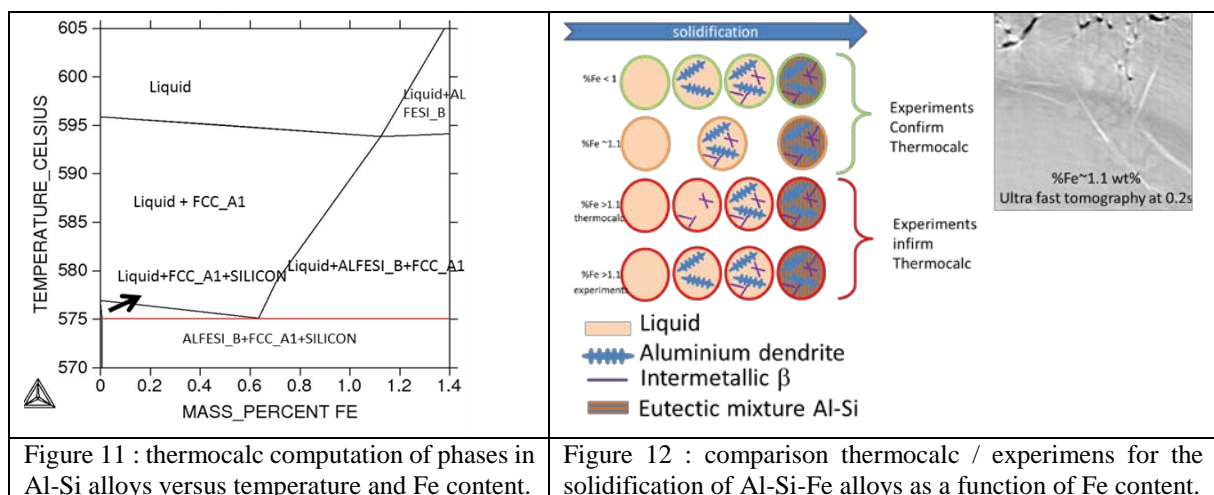 605
600
595
590
585
580
575
570
TEMPERATURE_CELSIUS
Liquid
Liquid+AL
FESI_B
Liquid + FCC_A1
Liquid+FCC_A1+SILICON
Liquid+ALFESI_B+FCC_A1
ALFESI_B+FCC_A1+SILICON
0 0.2 0.4 0.6 0.8 1.0 1.2 1.4
MASS_PERCENT FE
solidification
%Fe < 1
%Fe ~1.1
%Fe >1.1
thermocalc
%Fe >1.1
experiments
Experiments
Confirm
Thermocalc
Experiments
infirm
Thermocalc
Liquid
Aluminium dendrite
Intermetallic β
Eutectic mixture Al-Si
%Fe~1.1 wt%
Ultra fast tomography at 0.2s
Figure 11 : thermocalc computation of phases in
Al-Si alloys versus temperature and Fe content.
Figure 12 : comparison thermocalc / experimens for the
solidification of Al-Si-Fe alloys as a function of Fe content.